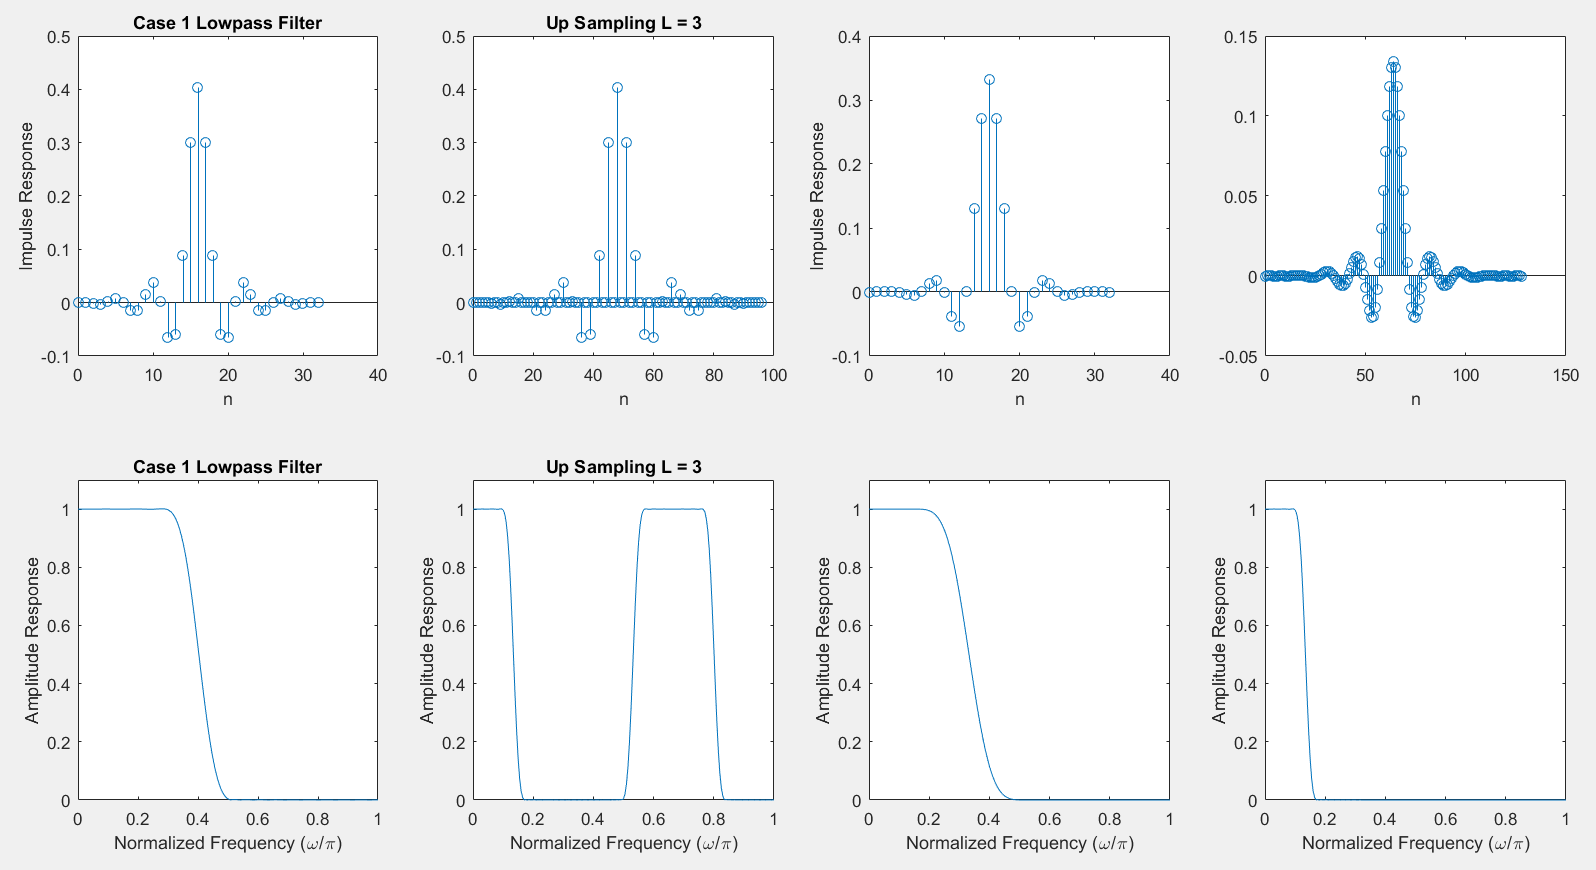 Case 1 Lowpass Filter
Impulse Response
0.5
0.4
0.3
0.2
0.1
0
-0.1
0 10 20 30 40
n
Up Sampling L = 3
0.5
0.4
0.3
0.2
0.1
0
-0.1
0 20 40 60 80 100
n
Impulse Response
0.4
0.3
0.2
0.1
0
-0.1
0 10 20 30 40
n
0.15
0.1
0.05
0
-0.05
0 50 100 150
n
Case 1 Lowpass Filter
Amplitude Response
1
0.8
0.6
0.4
0.2
0
0 0.2 0.4 0.6 0.8 1
Normalized Frequency (ω/π)
Up Sampling L = 3
Amplitude Response
1
0.8
0.6
0.4
0.2
0
0 0.2 0.4 0.6 0.8 1
Normalized Frequency (ω/π)
Amplitude Response
1
0.8
0.6
0.4
0.2
0
0 0.2 0.4 0.6 0.8 1
Normalized Frequency (ω/π)
Amplitude Response
1
0.8
0.6
0.4
0.2
0
0 0.2 0.4 0.6 0.8 1
Normalized Frequency (ω/π)